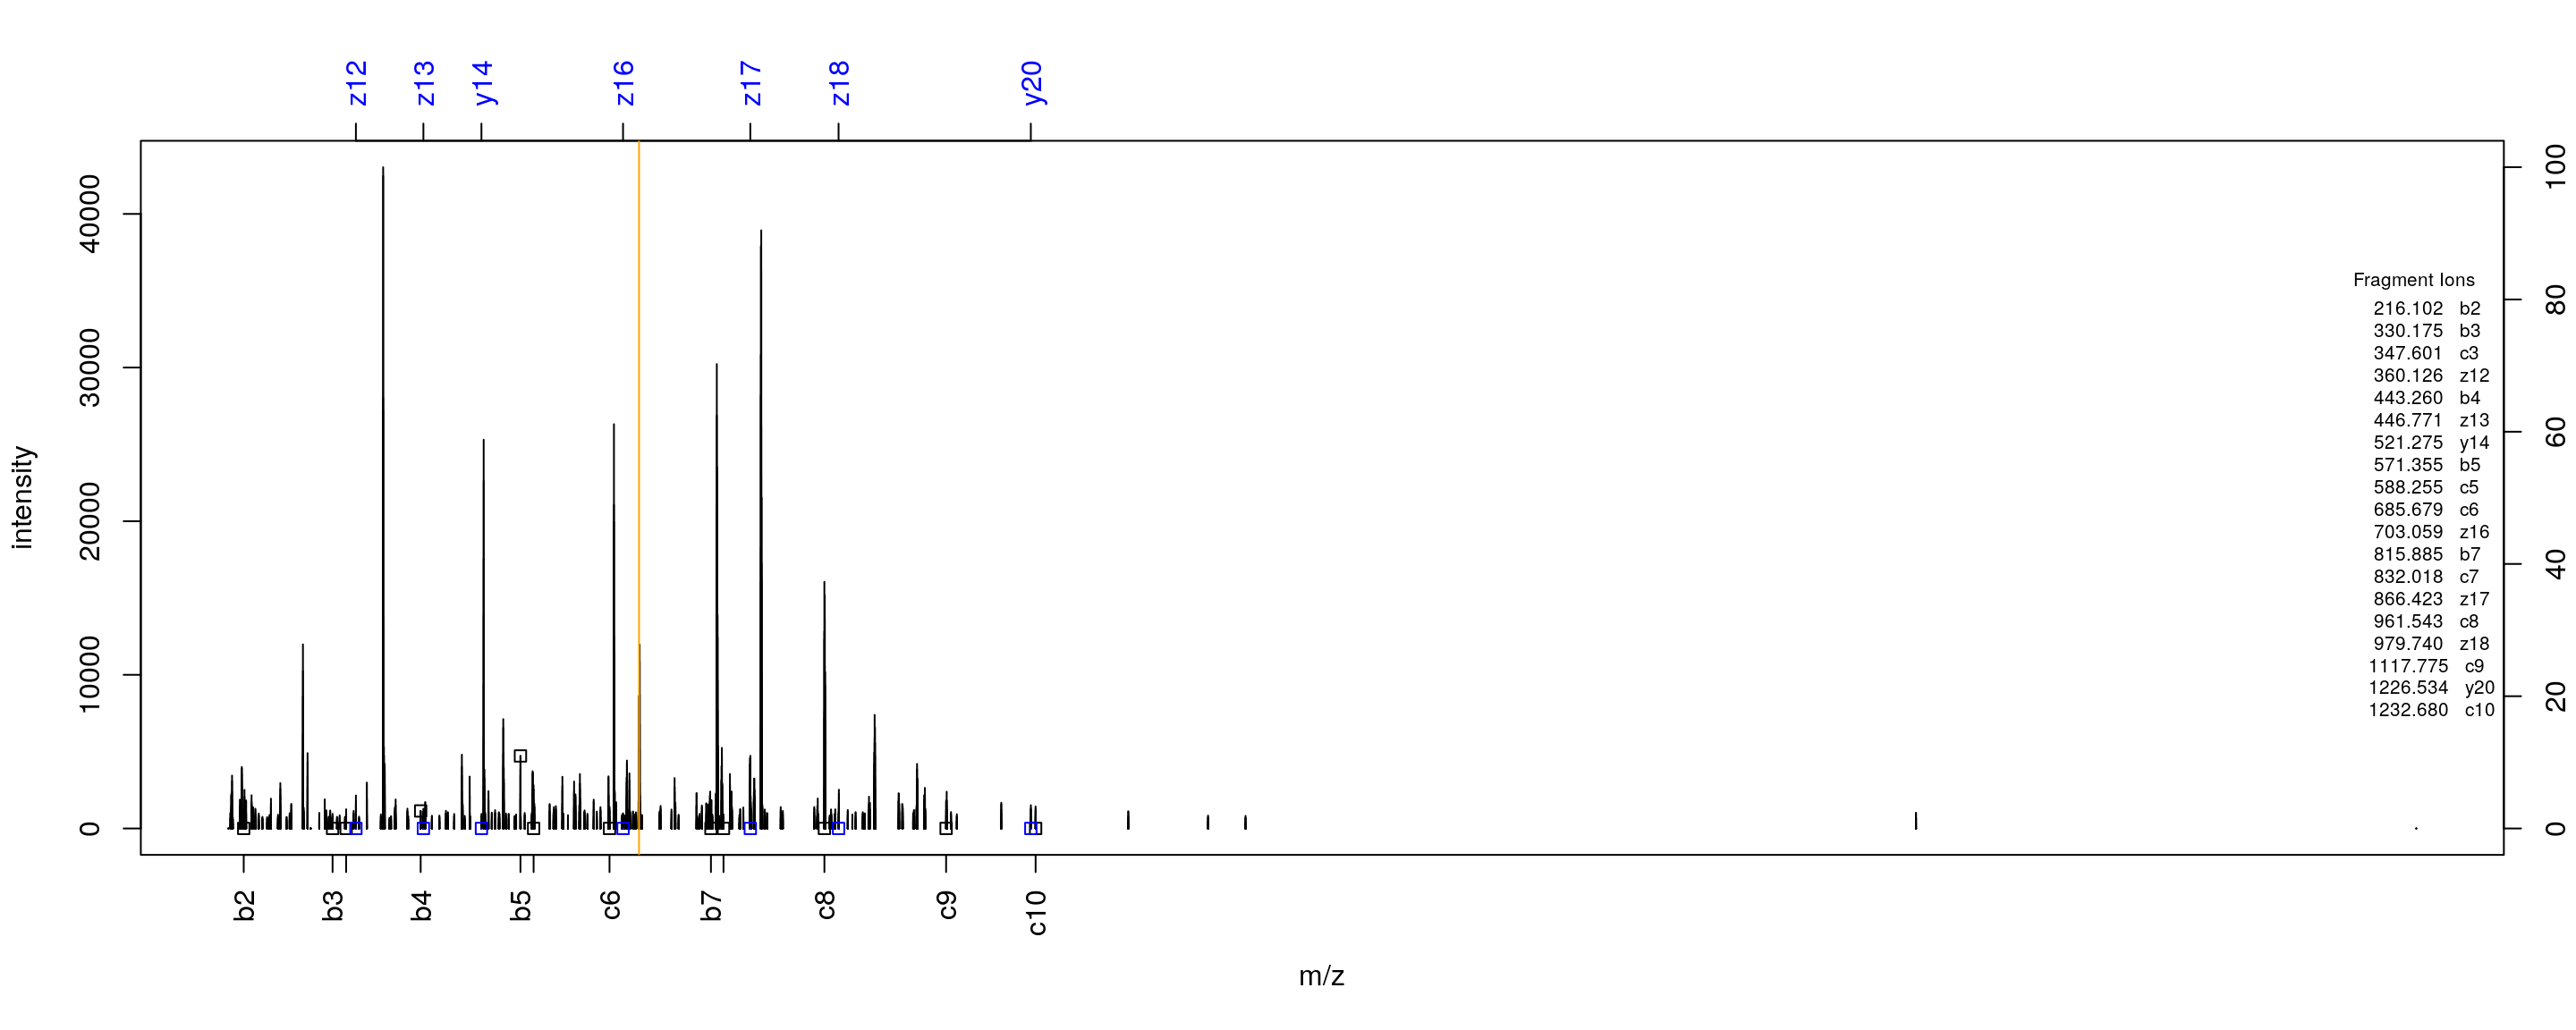 z12 z13 y14 z16 z17 z18 y20
intensity
0 10000 20000 30000 40000
0 20 40 60 80 100
Fragment Ions
216.102 b2
330.175 b3
347.601 c3
360.126 z12
443.260 b4
446.771 z13
521.275 y14
571.355 b5
588.255 c5
685.679 c6
703.059 z16
815.885 b7
832.018 c7
866.423 z17
961.543 c8
979.740 z18
1117.775 c9
1226.534 y20
1232.680 c10
b2 b3 b4 b5 c6 b7 c8 c9 c10
m/z